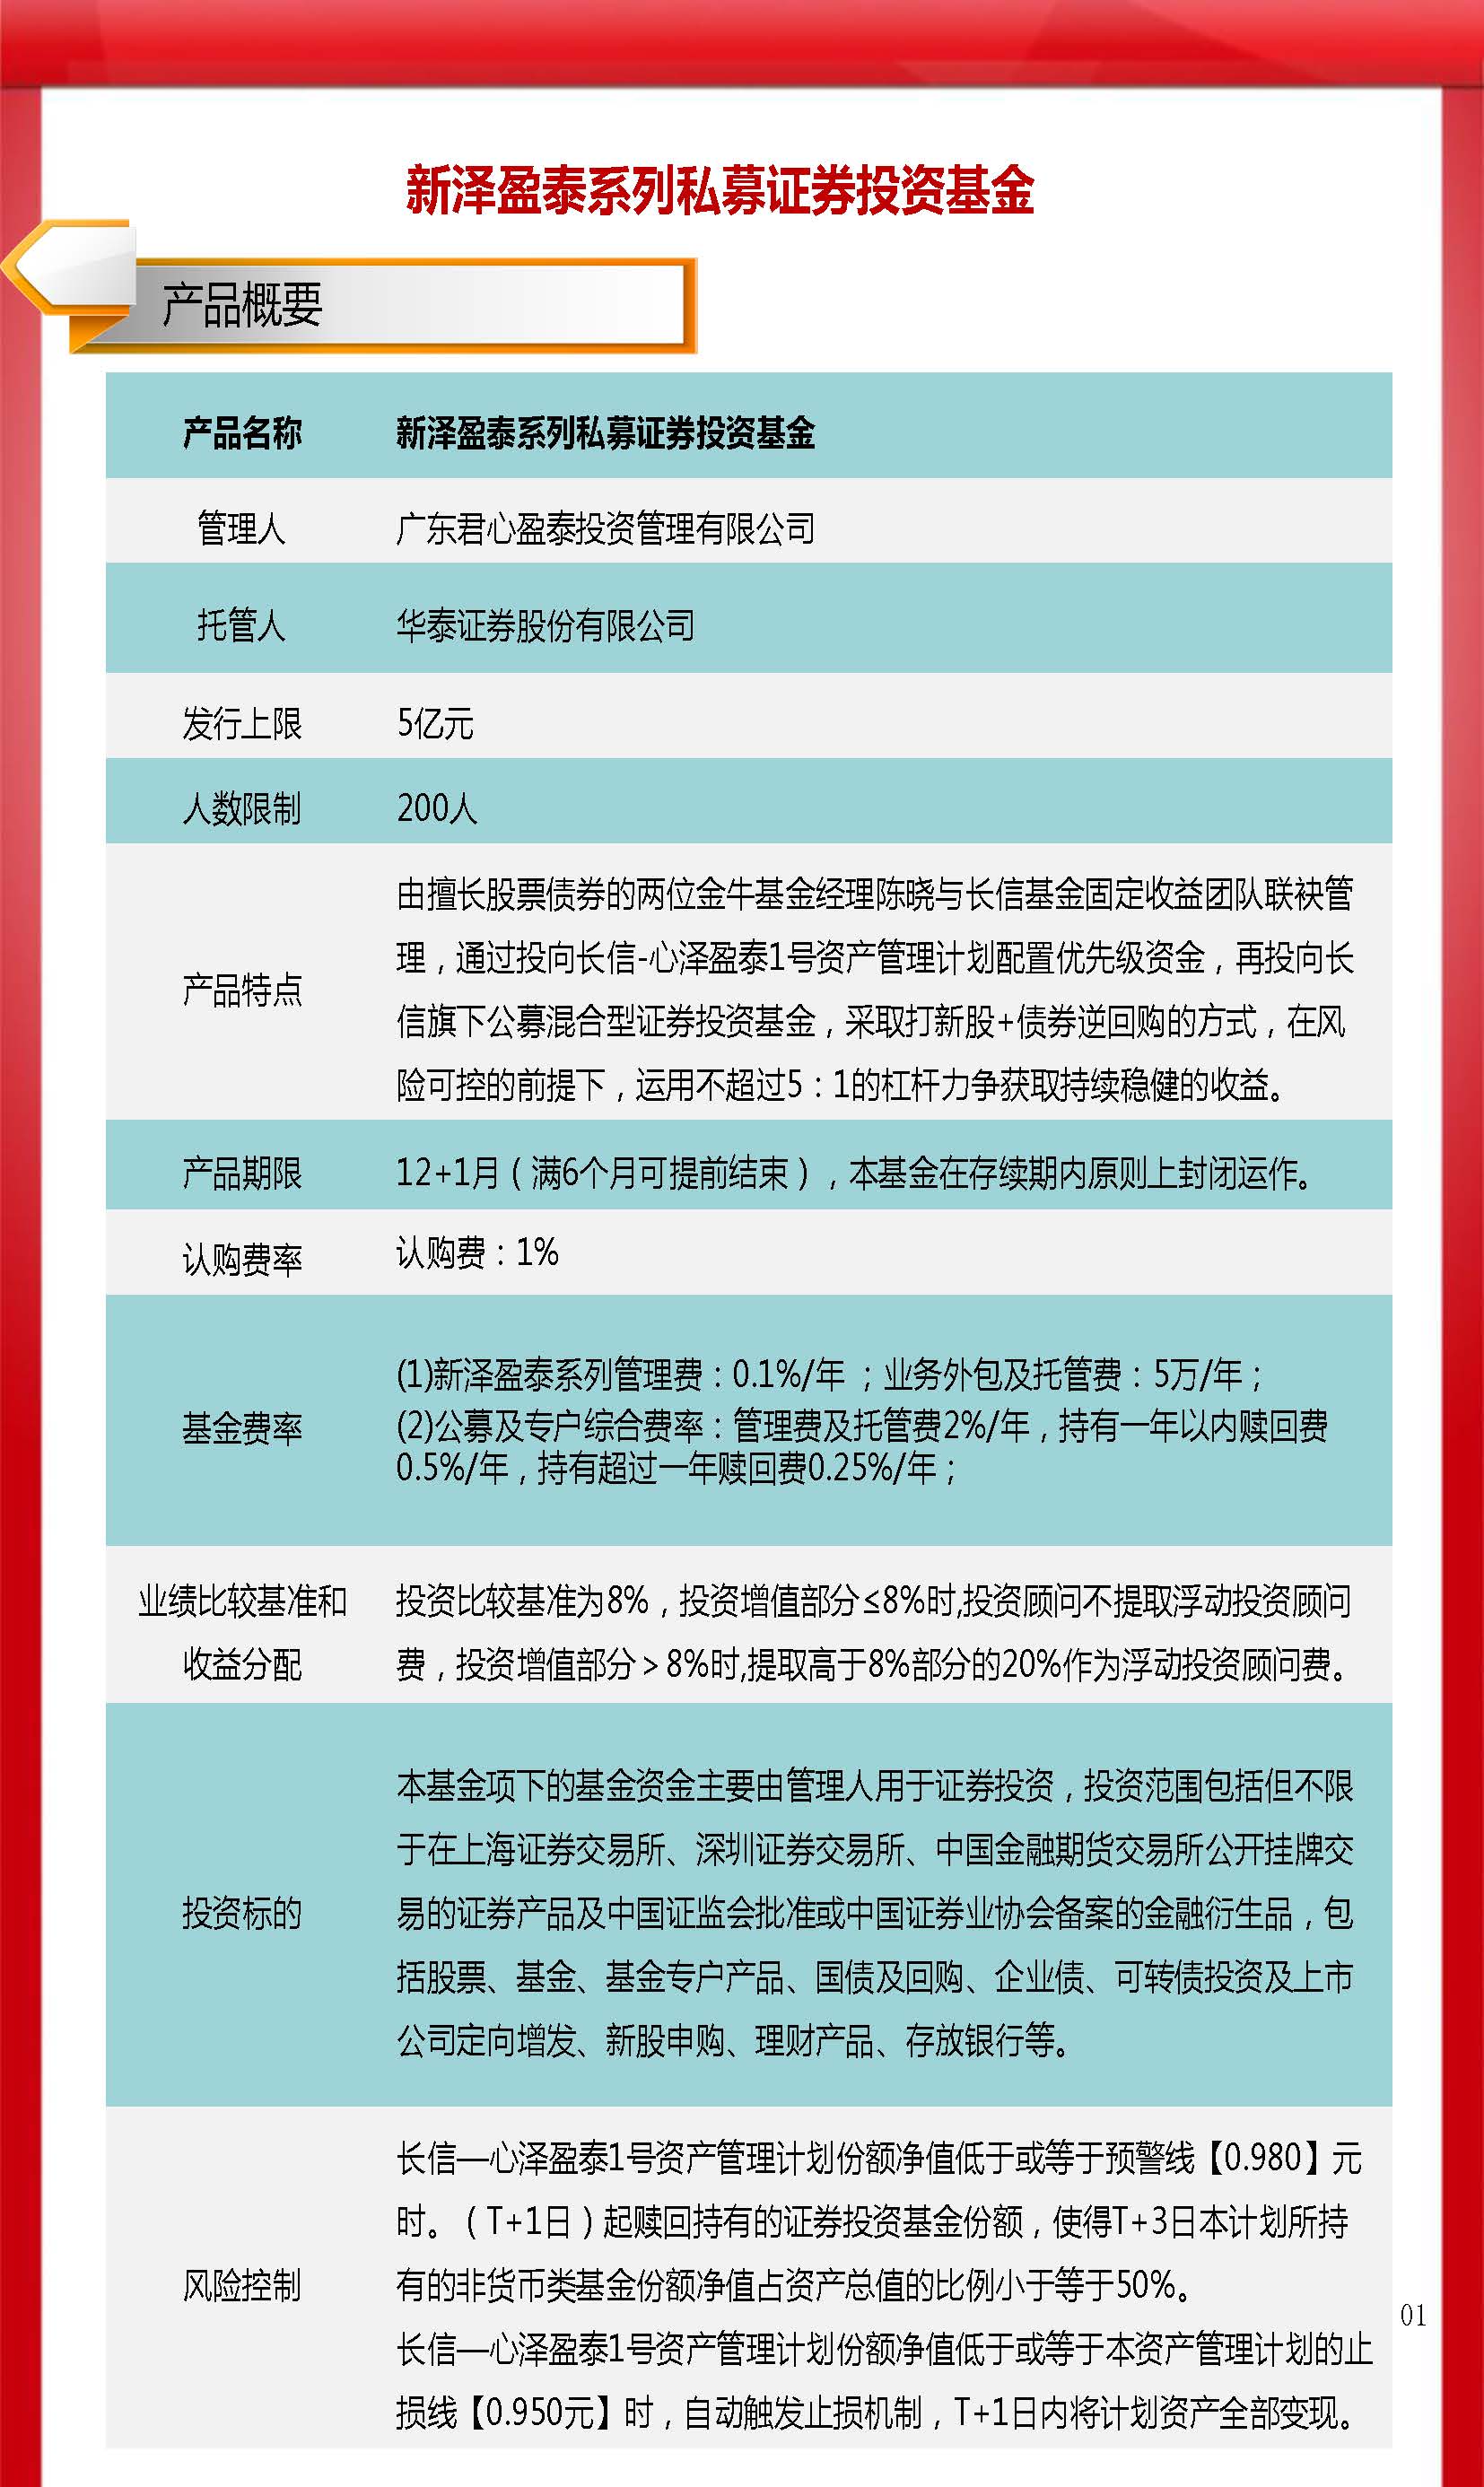 新泽盈泰系列私募证券投资基金
产品概要
产品名称 新泽盈泰系列私募证券投资基金
管理人 广东君心盈泰投资管理有限公司
托管人 华泰证券股份有限公司
发行上限 5亿元
人数限制 200人
产品特点
由擅长股票债券的两位金牛基金经理陈晓与长信基金固定收益团队联袂管
理，通过投向长信-心泽盈泰1号资产管理计划配置优先级资金，再投向长
信旗下公募混合型证券投资基金，采取打新股+债券逆回购的方式，在风
险可控的前提下，运用不超过5：1的杠杆力争获取持续稳健的收益。
产品期限 12+1月（满6个月可提前结束），本基金在存续期内原则上封闭运作。
认购费率 认购费：1%
基金费率
(1)新泽盈泰系列管理费：0.1%/年 ；业务外包及托管费：5万/年；
(2)公募及专户综合费率：管理费及托管费2%/年，持有一年以内赎回费
0.5%/年，持有超过一年赎回费0.25%/年；
业绩比较基准和
收益分配
投资比较基准为8%，投资增值部分≤8%时,投资顾问不提取浮动投资顾问
费，投资增值部分＞8%时,提取高于8%部分的20%作为浮动投资顾问费。
投资标的
本基金项下的基金资金主要由管理人用于证券投资，投资范围包括但不限
于在上海证券交易所、深圳证券交易所、中国金融期货交易所公开挂牌交
易的证券产品及中国证监会批准或中国证券业协会备案的金融衍生品，包
括股票、基金、基金专户产品、国债及回购、企业债、可转债投资及上市
公司定向增发、新股申购、理财产品、存放银行等。
风险控制
长信—心泽盈泰1号资产管理计划份额净值低于或等于预警线【0.980】元
时。（T+1日）起赎回持有的证券投资基金份额，使得T+3日本计划所持
有的非货币类基金份额净值占资产总值的比例小于等于50%。
长信—心泽盈泰1号资产管理计划份额净值低于或等于本资产管理计划的止
损线【0.950元】时，自动触发止损机制，T+1日内将计划资产全部变现。
01